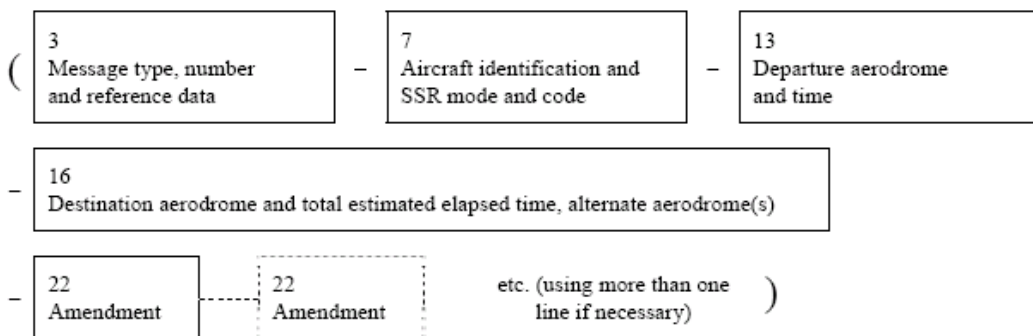 3 7 13
( Message type, number – Aircraft identification and – Departure aerodrome
and reference data SSR mode and code and time
16
– Destination aerodrome and total estimated elapsed time, alternate aerodrome(s)
22 22 etc. (using more than one )
– Amendment Amendment line if necessary)